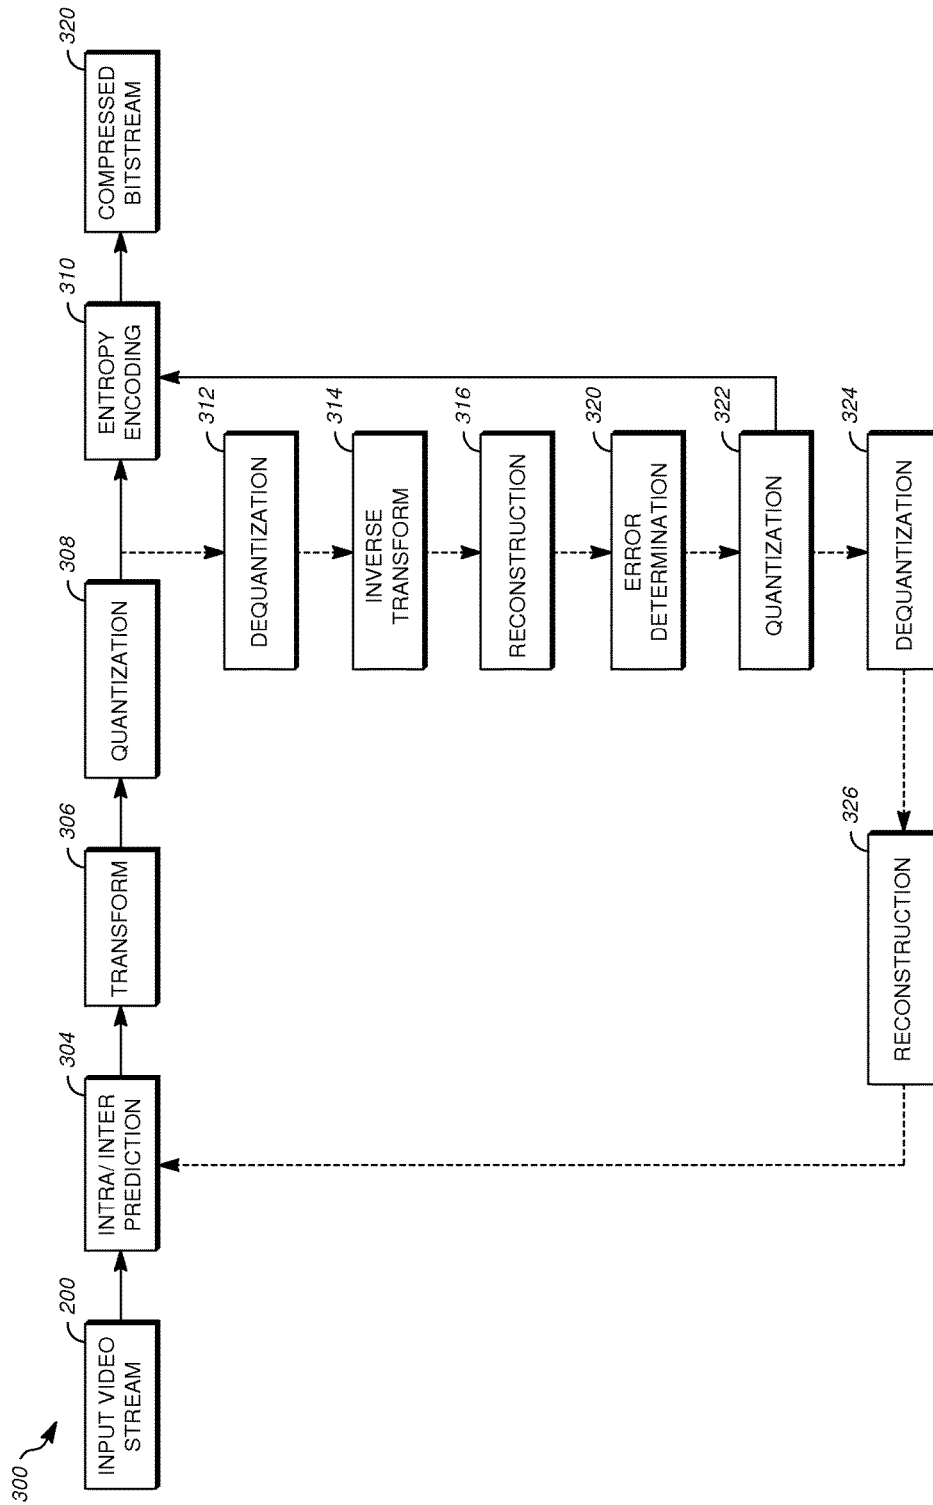 300
200
INPUT VIDEO
STREAM
304
INTRA/INTER
PREDICTION
306
TRANSFORM
308
QUANTIZATION
310
ENTROPY
ENCODING
320
COMPRESSED
BITSTREAM
312
DEQUANTIZATION
314
INVERSE
TRANSFORM
316
RECONSTRUCTION
320
ERROR
DETERMINATION
322
QUANTIZATION
324
DEQUANTIZATION
326
RECONSTRUCTION